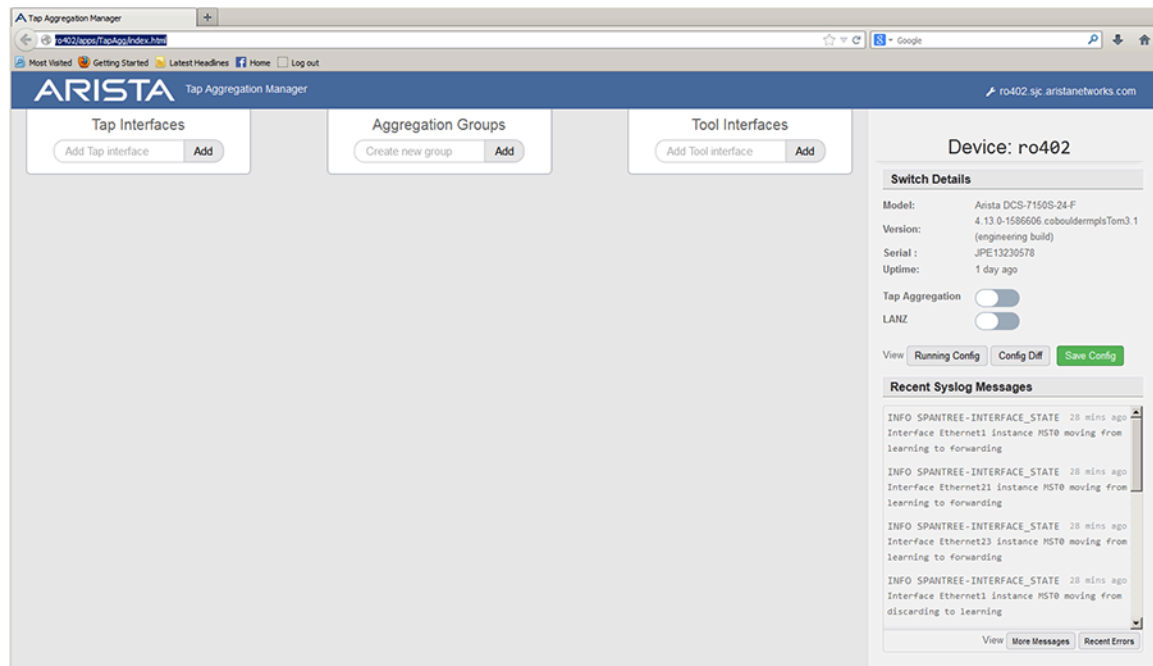 Tap Aggregation Manager
ro402/apps/TapAgg/index.html
Google
Most Visited Getting Started Latest Headlines Home Log out
ARISTA Tap Aggregation Manager
ro402.sjc.aristanetworks.com
Tap Interfaces
Add Tap interface Add
Aggregation Groups
Create new group Add
Tool Interfaces
Add Tool interface Add
Device: ro402
Switch Details
Model: Arista DCS-7150S-24-F
Version: 4.13.0-1586606.cobouldermplsTom3.1
(engineering build)
Serial : JPE13230578
Uptime: 1 day ago
Tap Aggregation
LANZ
View Running Config Config Diff Save Config
Recent Syslog Messages
INFO SPANTREE-INTERFACE_STATE 28 mins ago
Interface Ethernet1 instance MST0 moving from
learning to forwarding
INFO SPANTREE-INTERFACE_STATE 28 mins ago
Interface Ethernet21 instance MST0 moving from
learning to forwarding
INFO SPANTREE-INTERFACE_STATE 28 mins ago
Interface Ethernet23 instance MST0 moving from
learning to forwarding
INFO SPANTREE-INTERFACE_STATE 28 mins ago
Interface Ethernet1 instance MST0 moving from
discarding to learning
View More Messages Recent Errors